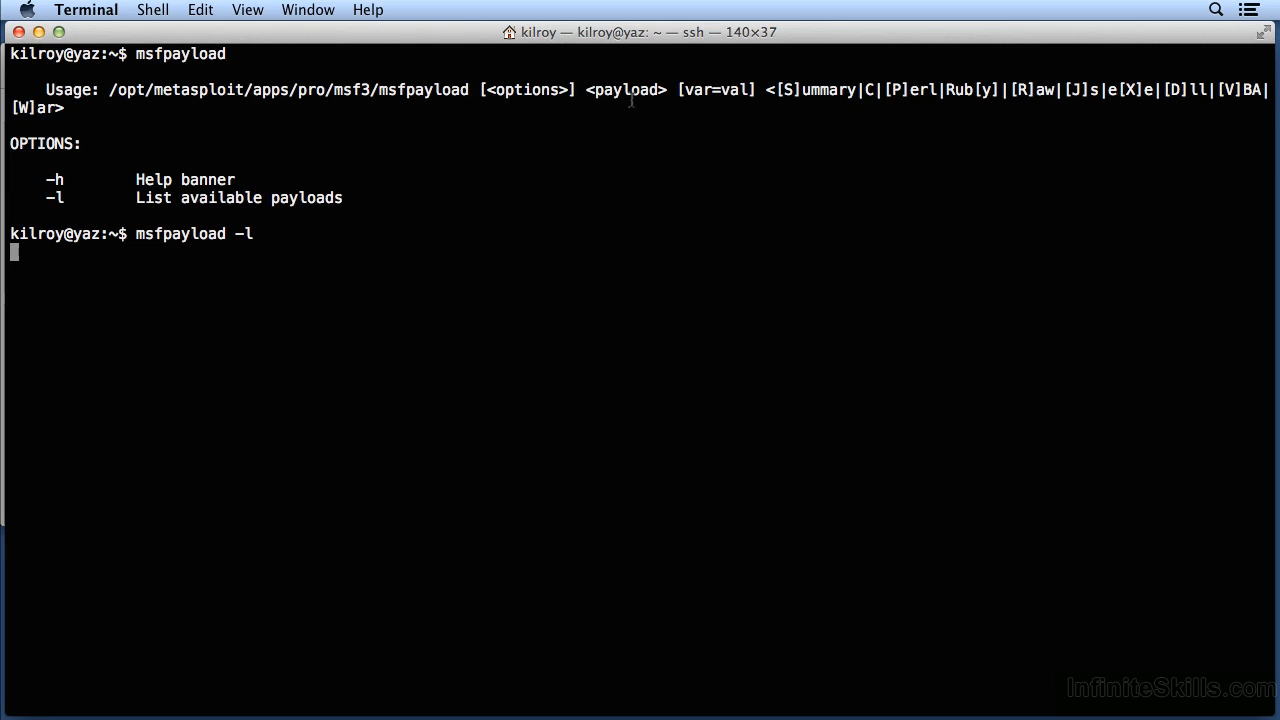 Terminal Shell Edit View Window Help
kilroy — kilroy@yaz: ~ — ssh — 140×37
kilroy@yaz:~$ msfpayload
Usage: /opt/metasploit/apps/pro/msf3/msfpayload [<options>] <payload> [var=val] <[S]ummary|C|[P]erl|Rub[y]|[R]aw|[J]s|e[X]e|[D]ll|[V]BA|
[W]ar>
OPTIONS:
-h Help banner
-l List available payloads
kilroy@yaz:~$ msfpayload -l
InfiniteSkills.com